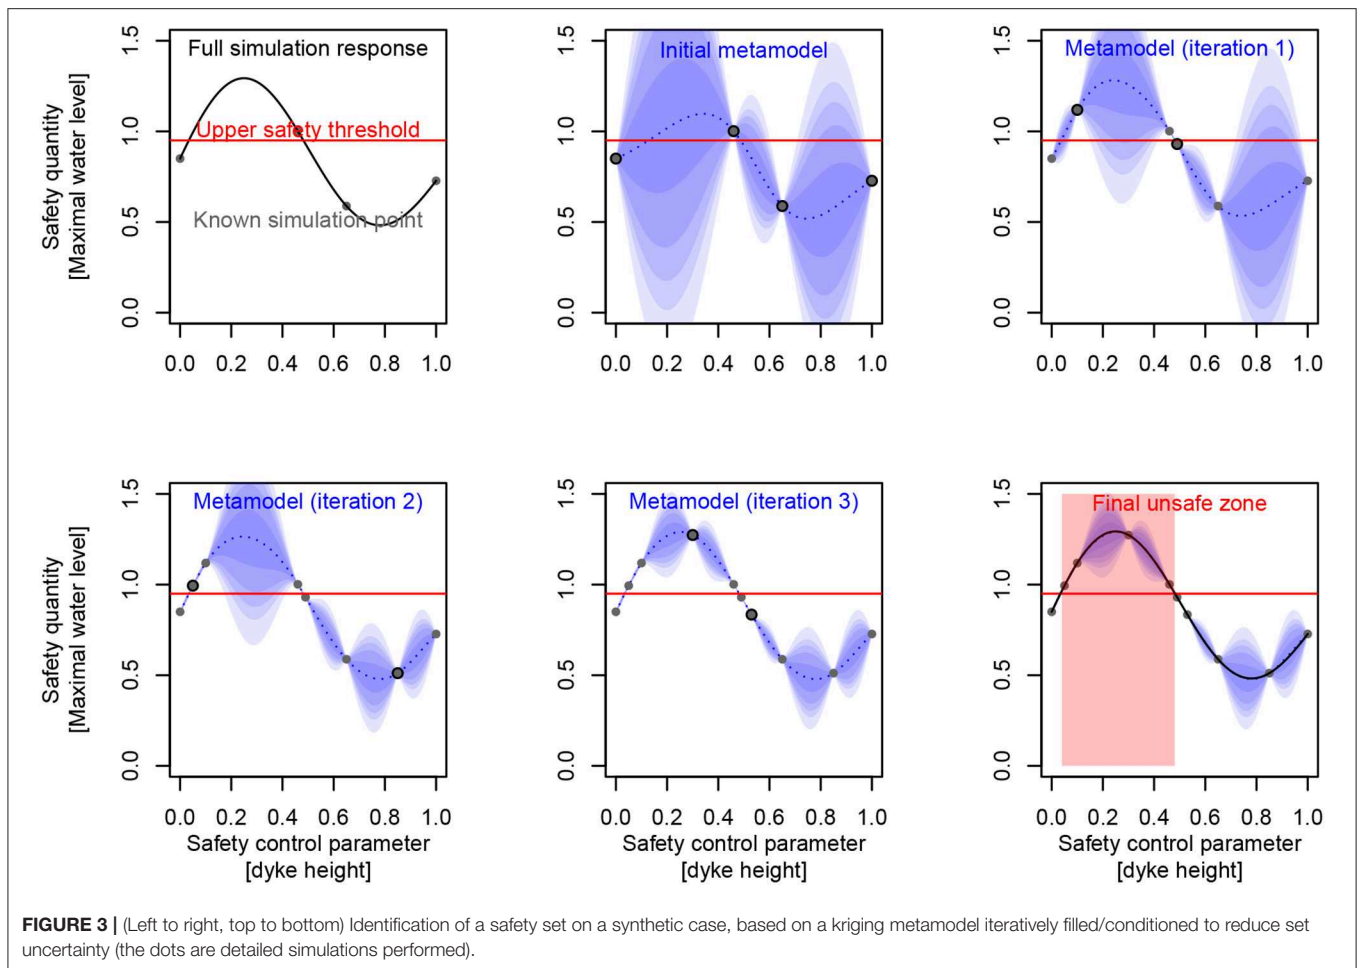 Full simulation response
Upper safety threshold
Known simulation point
Safety quantity
[Maximal water level]
0.0 0.5 1.0 1.5
0.0 0.2 0.4 0.6 0.8 1.0
Initial metamodel
0.0 0.5 1.0 1.5
0.0 0.2 0.4 0.6 0.8 1.0
Metamodel (iteration 1)
Safety quantity
[Maximal water level]
0.0 0.5 1.0 1.5
0.0 0.2 0.4 0.6 0.8 1.0
Metamodel (iteration 2)
Safety quantity
[Maximal water level]
0.0 0.5 1.0 1.5
0.0 0.2 0.4 0.6 0.8 1.0
Safety control parameter
[dyke height]
Metamodel (iteration 3)
0.0 0.5 1.0 1.5
0.0 0.2 0.4 0.6 0.8 1.0
Safety control parameter
[dyke height]
Final unsafe zone
0.0 0.5 1.0 1.5
0.0 0.2 0.4 0.6 0.8 1.0
Safety control parameter
[dyke height]
FIGURE 3 | (Left to right, top to bottom) Identification of a safety set on a synthetic case, based on a kriging metamodel iteratively filled/conditioned to reduce set
uncertainty (the dots are detailed simulations performed).